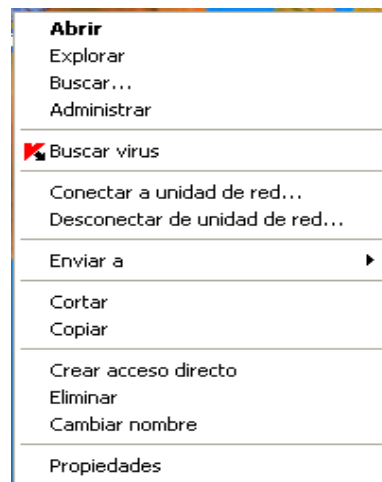 Abrir
Explorar
Buscar...
Administrar
Buscar virus
Conectar a unidad de red...
Desconectar de unidad de red...
Enviar a
Cortar
Copiar
Crear acceso directo
Eliminar
Cambiar nombre
Propiedades